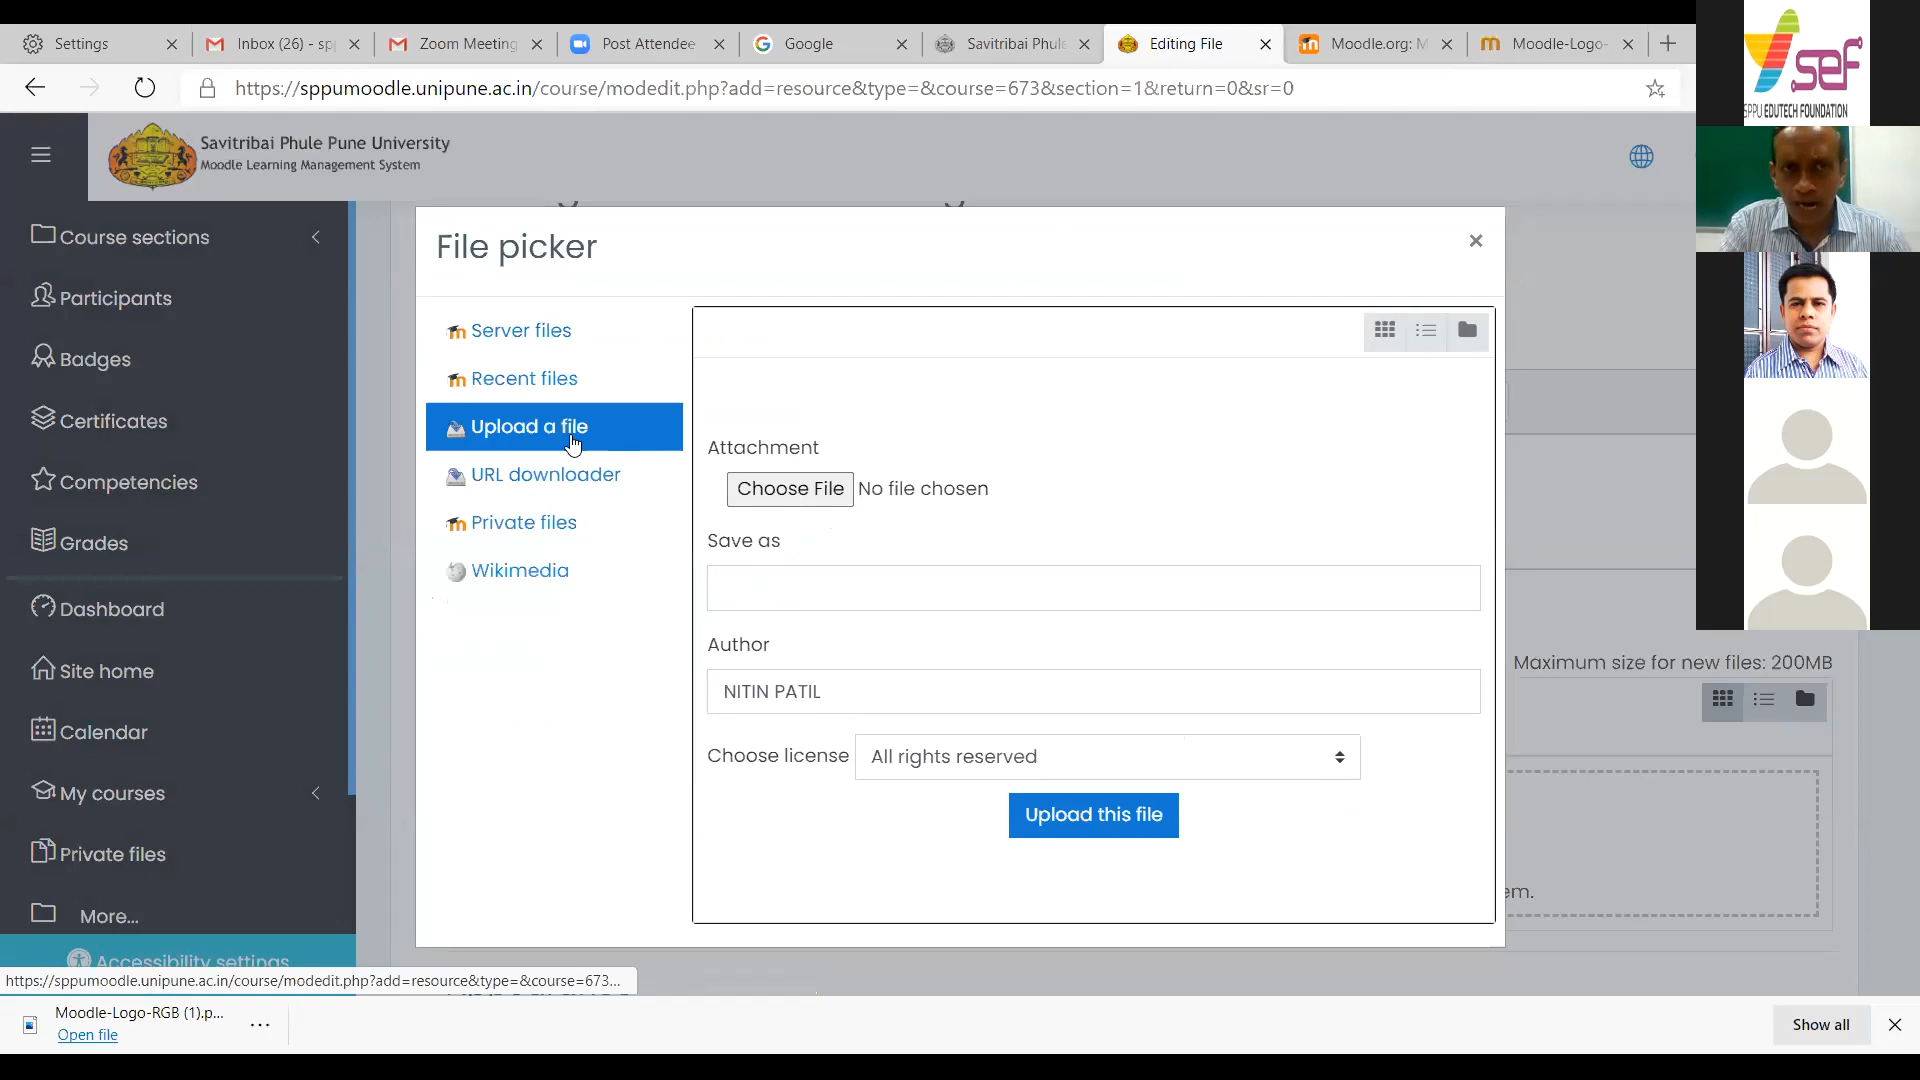 Settings
Inbox (26) - sp
Zoom Meeting
Post Attendee
Google
Savitribai Phule
Editing File
Moodle.org: M
Moodle-Logo-
https://sppumoodle.unipune.ac.in/course/modedit.php?add=resource&type=&course=673&section=1&return=0&sr=0
sef
SPPU EDUTECH FOUNDATION
Savitribai Phule Pune University
Moodle Learning Management System
Course sections
Participants
Badges
Certificates
Competencies
Grades
Dashboard
Site home
Calendar
My courses
Private files
More...
Accessibility settings
File picker
Server files
Recent files
Upload a file
URL downloader
Private files
Wikimedia
Attachment
Choose File No file chosen
Save as
Author
NITIN PATIL
Choose license All rights reserved
Upload this file
Maximum size for new files: 200MB
em.
https://sppumoodle.unipune.ac.in/course/modedit.php?add=resource&type=&course=673...
Moodle-Logo-RGB (1).p...
Open file
Show all